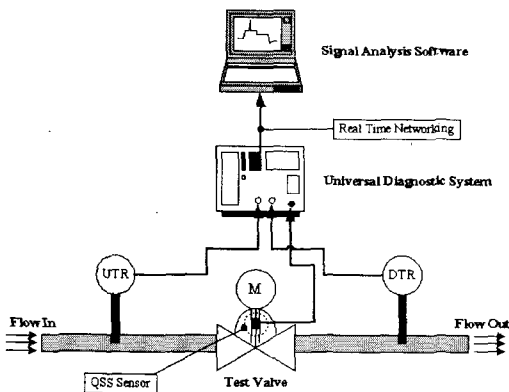 Signal Analysis Software
Real Time Networking
Universal Diagnostic System
UTR
M
DTR
Flow In
Flow Out
QSS Sensor
Test Valve